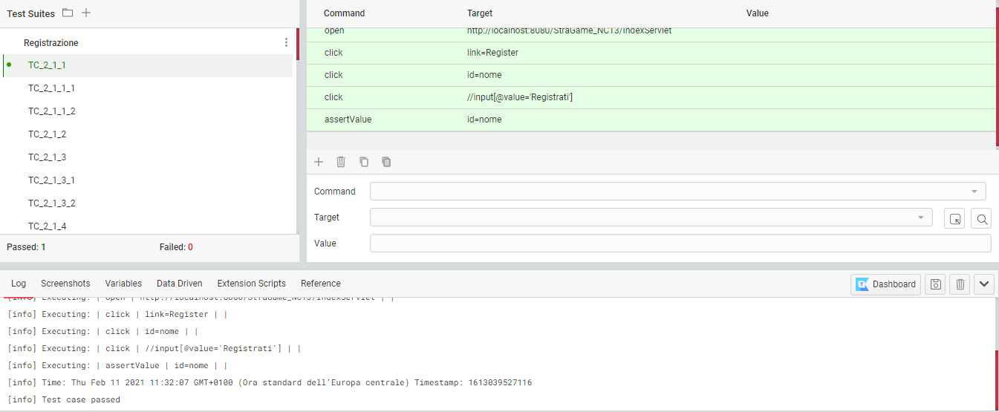 Test Suites
Registrazione
TC_2_1_1
TC_2_1_1_1
TC_2_1_1_2
TC_2_1_2
TC_2_1_3
TC_2_1_3_1
TC_2_1_3_2
TC_2_1_4
Passed: 1 Failed: 0
Command Target Value
open http://localhost:8080/StraGame_NC13/IndexServlet
click link=Register
click id=nome
click //input[@value='Registrati']
assertValue id=nome
Command
Target
Value
Log Screenshots Variables Data Driven Extension Scripts Reference Dashboard
[info] Executing: | open | http://localhost:8080/StraGame_NC13/IndexServlet | |
[info] Executing: | click | link=Register | |
[info] Executing: | click | id=nome | |
[info] Executing: | click | //input[@value='Registrati'] | |
[info] Executing: | assertValue | id=nome | |
[info] Time: Thu Feb 11 2021 11:32:07 GMT+0100 (Ora standard dell'Europa centrale) Timestamp: 1613039527116
[info] Test case passed